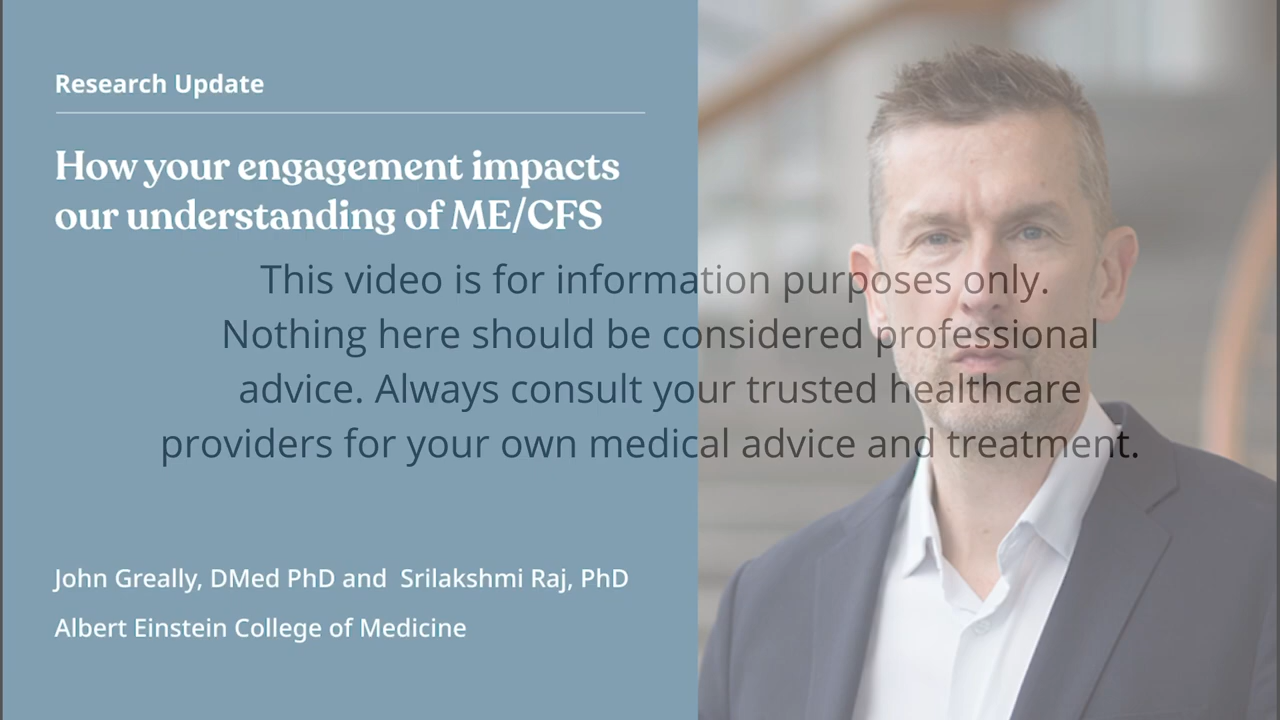 Research Update
How your engagement impacts
our understanding of ME/CFS
This video is for information purposes only.
Nothing here should be considered professional
advice. Always consult your trusted healthcare
providers for your own medical advice and treatment.
John Greally, DMed PhD and  Srilakshmi Raj, PhD
Albert Einstein College of Medicine